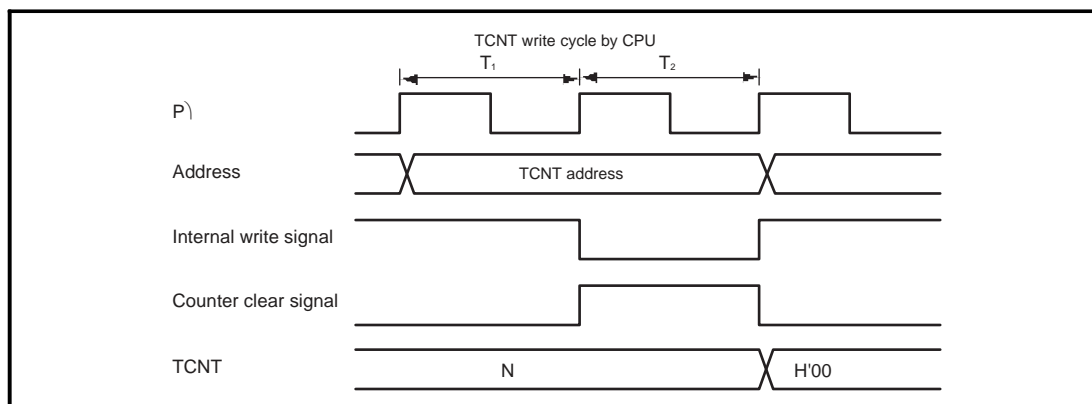 TCNT write cycle by CPU
T₁ T₂
P
Address
TCNT address
Internal write signal
Counter clear signal
TCNT
N
H'00